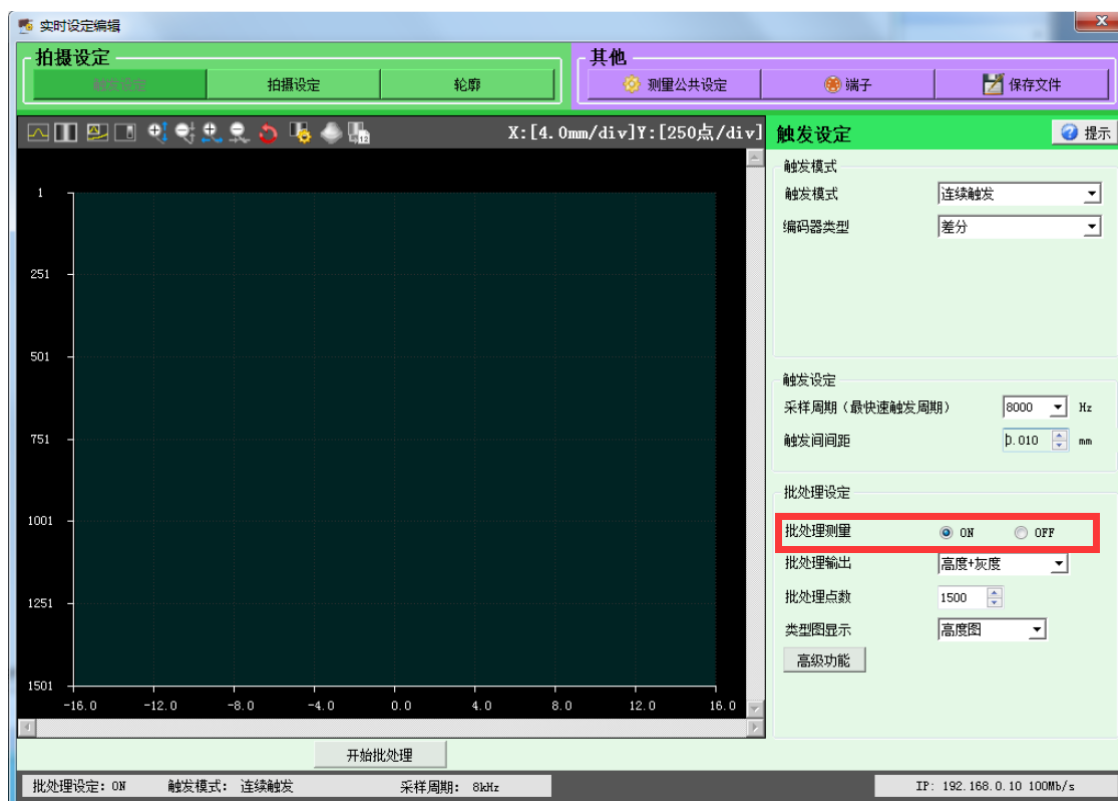 实时设定编辑
拍摄设定
触发设定 拍摄设定 轮廓
其他
测量公共设定 端子 保存文件
X:[4.0mm/div]Y:[250点/div]
触发设定 提示
触发模式
触发模式 连续触发
编码器类型 差分
触发设定
采样周期（最快速触发周期） 8000 Hz
触发间间距 0.010 mm
批处理设定
批处理测量 ON OFF
批处理输出 高度+灰度
批处理点数 1500
类型图显示 高度图
高级功能
1
251
501
751
1001
1251
1501
-16.0 -12.0 -8.0 -4.0 0.0 4.0 8.0 12.0 16.0
开始批处理
批处理设定: ON 触发模式: 连续触发 采样周期: 8kHz IP: 192.168.0.10 100Mb/s